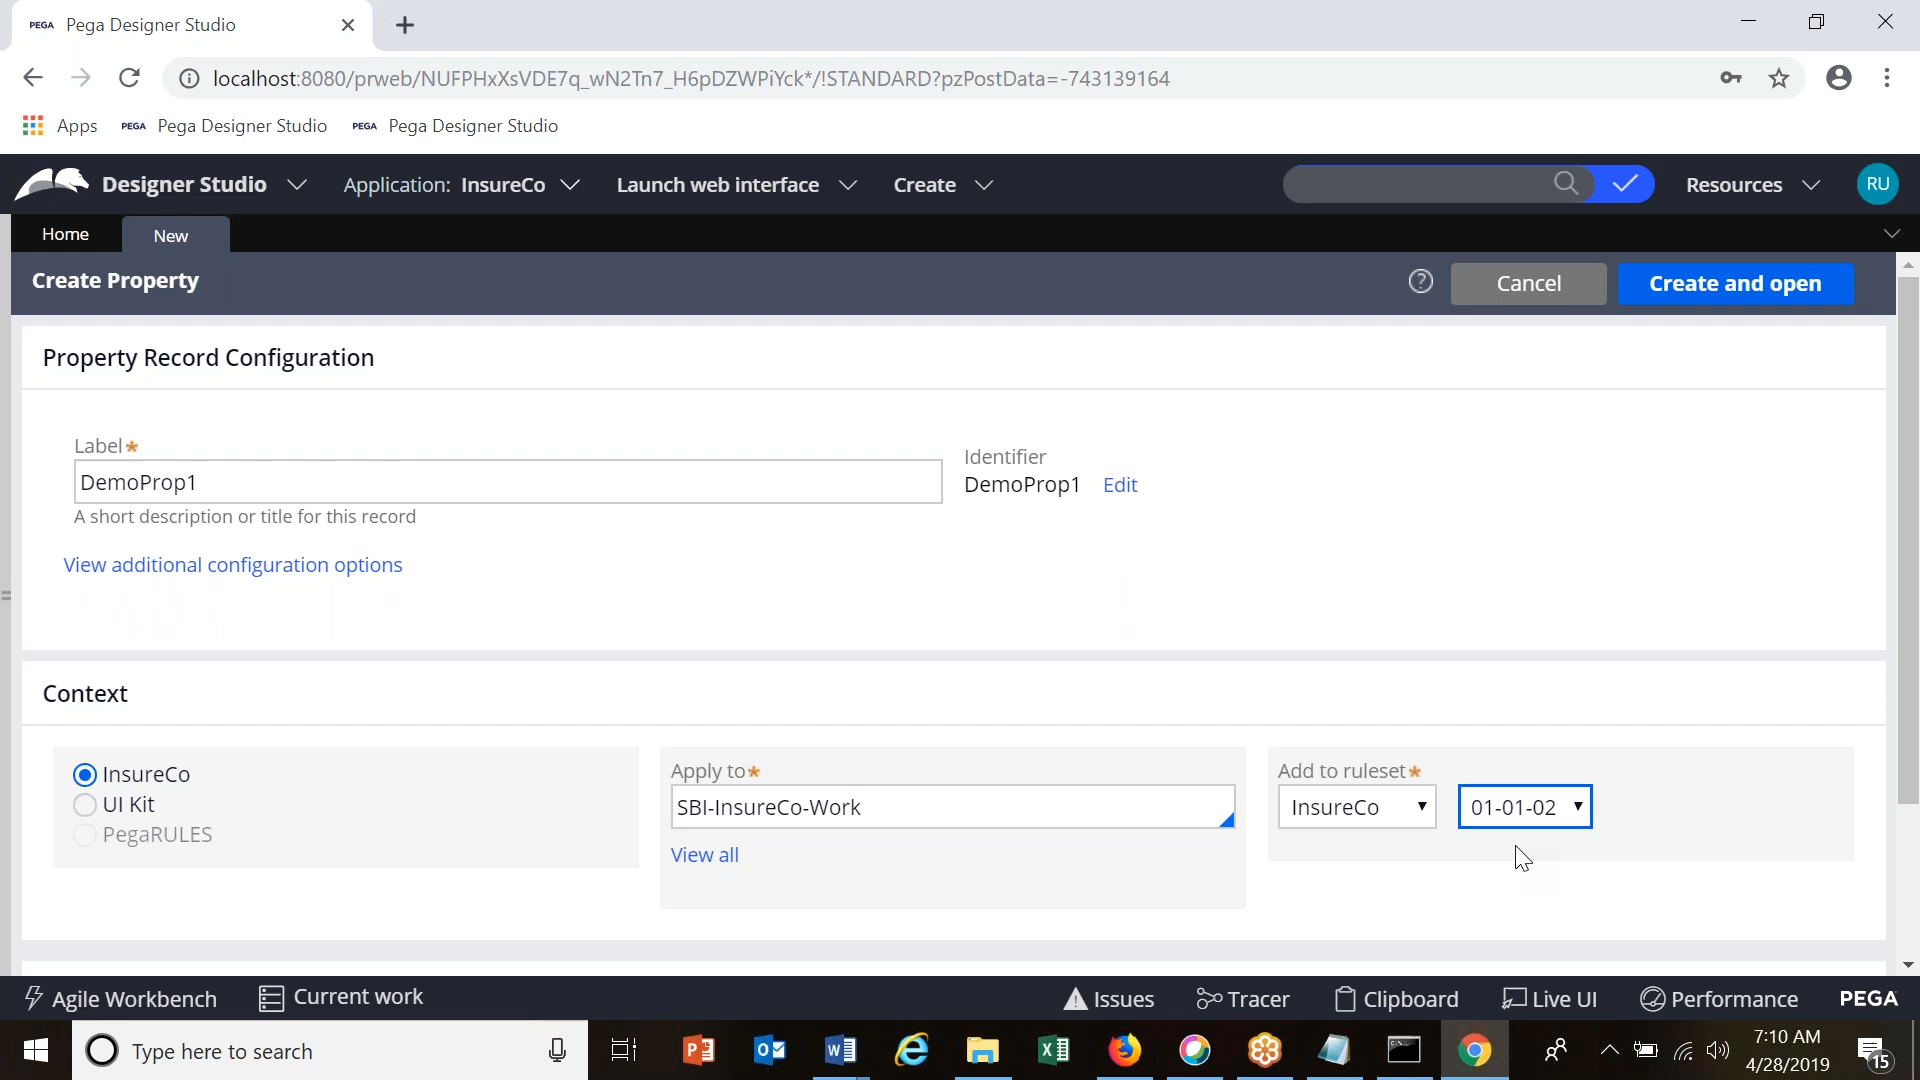 PEGA Pega Designer Studio
localhost:8080/prweb/NUFPHxXsVDE7q_wN2Tn7_H6pDZWPiYck*/!STANDARD?pzPostData=-743139164
Apps PEGA Pega Designer Studio PEGA Pega Designer Studio
Designer Studio Application: InsureCo Launch web interface Create Resources RU
Home New
Create Property ? Cancel Create and open
Property Record Configuration
Label*
Identifier
DemoProp1
DemoProp1 Edit
A short description or title for this record
View additional configuration options
Context
InsureCo
UI Kit
PegaRULES
Apply to*
SBI-InsureCo-Work
View all
Add to ruleset*
InsureCo 01-01-02
Agile Workbench Current work Issues Tracer Clipboard Live UI Performance PEGA
Type here to search
7:10 AM
4/28/2019
15